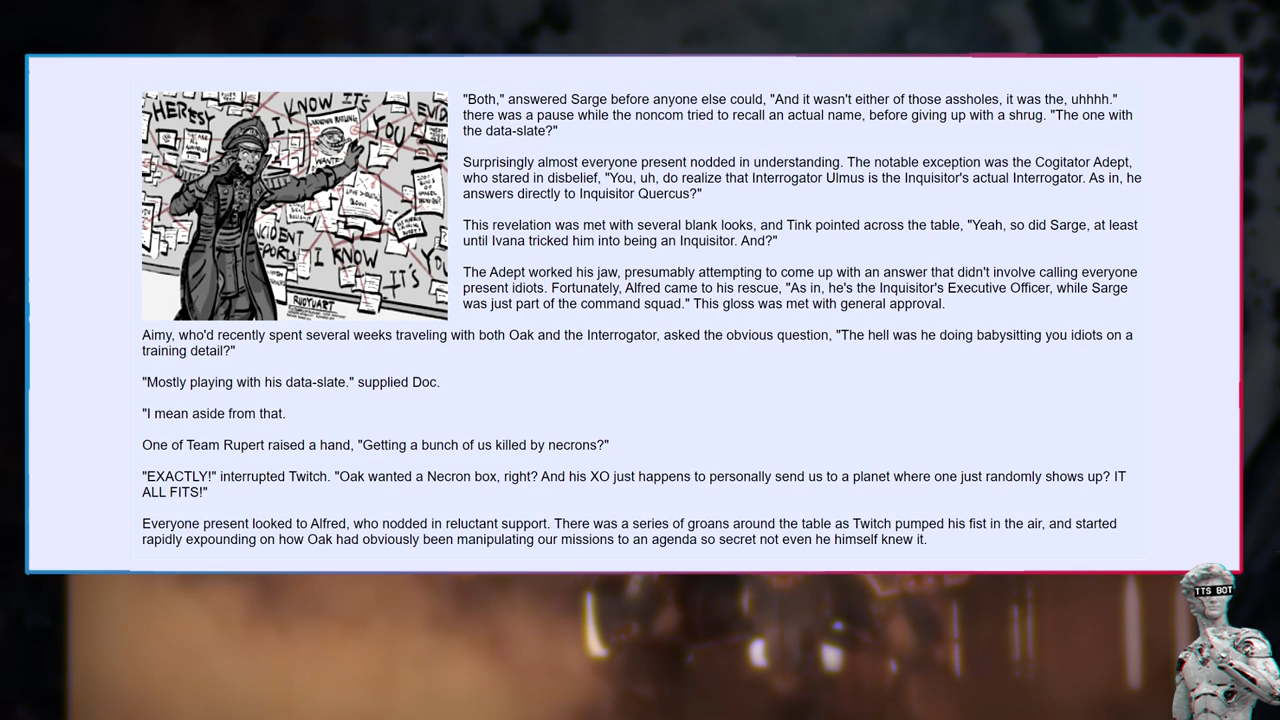 HERESY
I KNOW IT'S
YOU
EVID
UNKNOWN RATLING
WANTED
I KNOW
IT'S YOU
RUDYUART
"Both," answered Sarge before anyone else could, "And it wasn't either of those assholes, it was the, uhhhh."
there was a pause while the noncom tried to recall an actual name, before giving up with a shrug. "The one with
the data-slate?"
Surprisingly almost everyone present nodded in understanding. The notable exception was the Cogitator Adept,
who stared in disbelief, "You, uh, do realize that Interrogator Ulmus is the Inquisitor's actual Interrogator. As in, he
answers directly to Inquisitor Quercus?"
This revelation was met with several blank looks, and Tink pointed across the table, "Yeah, so did Sarge, at least
until Ivana tricked him into being an Inquisitor. And?"
The Adept worked his jaw, presumably attempting to come up with an answer that didn't involve calling everyone
present idiots. Fortunately, Alfred came to his rescue, "As in, he's the Inquisitor's Executive Officer, while Sarge
was just part of the command squad." This gloss was met with general approval.
Aimy, who'd recently spent several weeks traveling with both Oak and the Interrogator, asked the obvious question, "The hell was he doing babysitting you idiots on a
training detail?"
"Mostly playing with his data-slate." supplied Doc.
"I mean aside from that.
One of Team Rupert raised a hand, "Getting a bunch of us killed by necrons?"
"EXACTLY!" interrupted Twitch. "Oak wanted a Necron box, right? And his XO just happens to personally send us to a planet where one just randomly shows up? IT
ALL FITS!"
Everyone present looked to Alfred, who nodded in reluctant support. There was a series of groans around the table as Twitch pumped his fist in the air, and started
rapidly expounding on how Oak had obviously been manipulating our missions to an agenda so secret not even he himself knew it.
TTS BOT